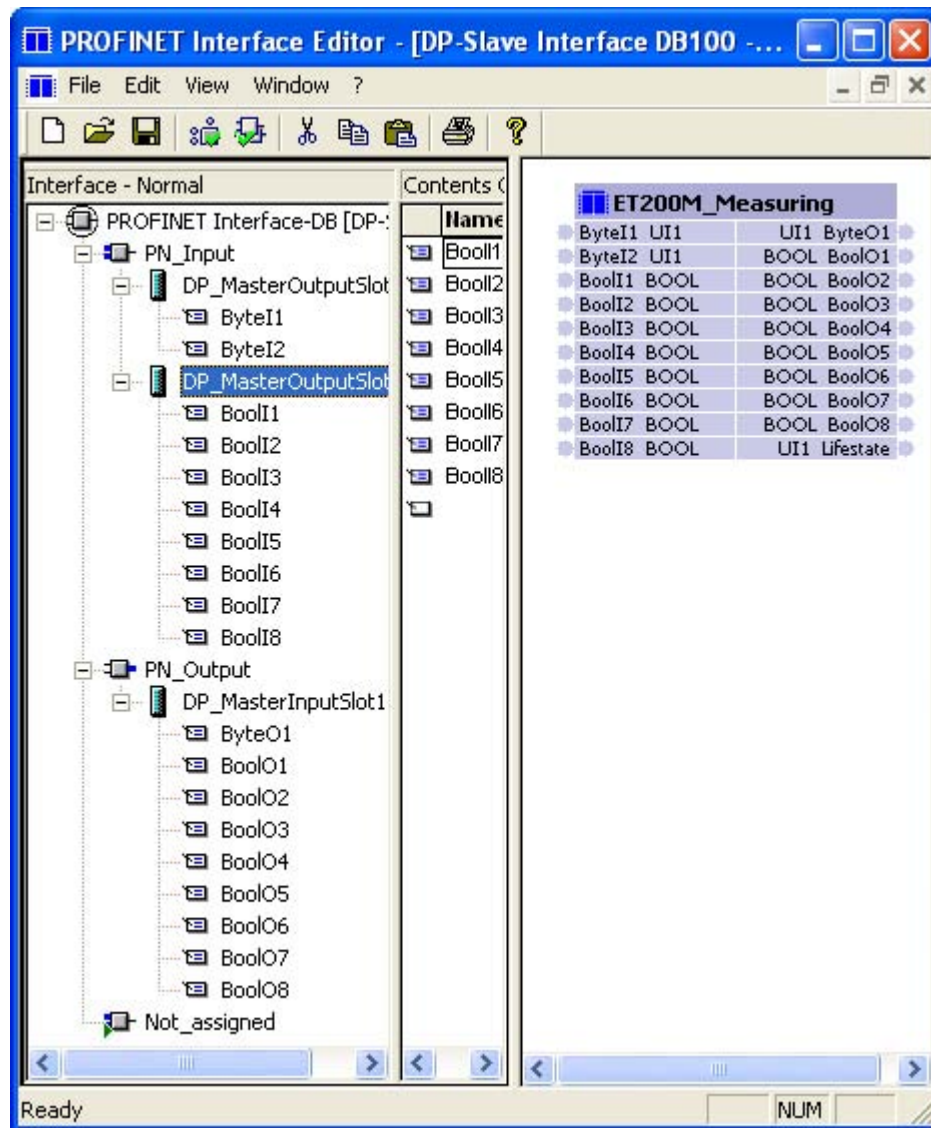 PROFINET Interface Editor - [DP-Slave Interface DB100 -...
File Edit View Window ?
Interface - Normal
PROFINET Interface-DB [DP-
PN_Input
DP_MasterOutputSlot
ByteI1
ByteI2
DP_MasterOutputSlot
BoolI1
BoolI2
BoolI3
BoolI4
BoolI5
BoolI6
BoolI7
BoolI8
PN_Output
DP_MasterInputSlot1
ByteO1
BoolO1
BoolO2
BoolO3
BoolO4
BoolO5
BoolO6
BoolO7
BoolO8
Not_assigned
Contents
Name
BoolI1
BoolI2
BoolI3
BoolI4
BoolI5
BoolI6
BoolI7
BoolI8
ET200M_Measuring
ByteI1 UI1 UI1 ByteO1
ByteI2 UI1 BOOL BoolO1
BoolI1 BOOL BOOL BoolO2
BoolI2 BOOL BOOL BoolO3
BoolI3 BOOL BOOL BoolO4
BoolI4 BOOL BOOL BoolO5
BoolI5 BOOL BOOL BoolO6
BoolI6 BOOL BOOL BoolO7
BoolI7 BOOL BOOL BoolO8
BoolI8 BOOL UI1 Lifestate
Ready NUM